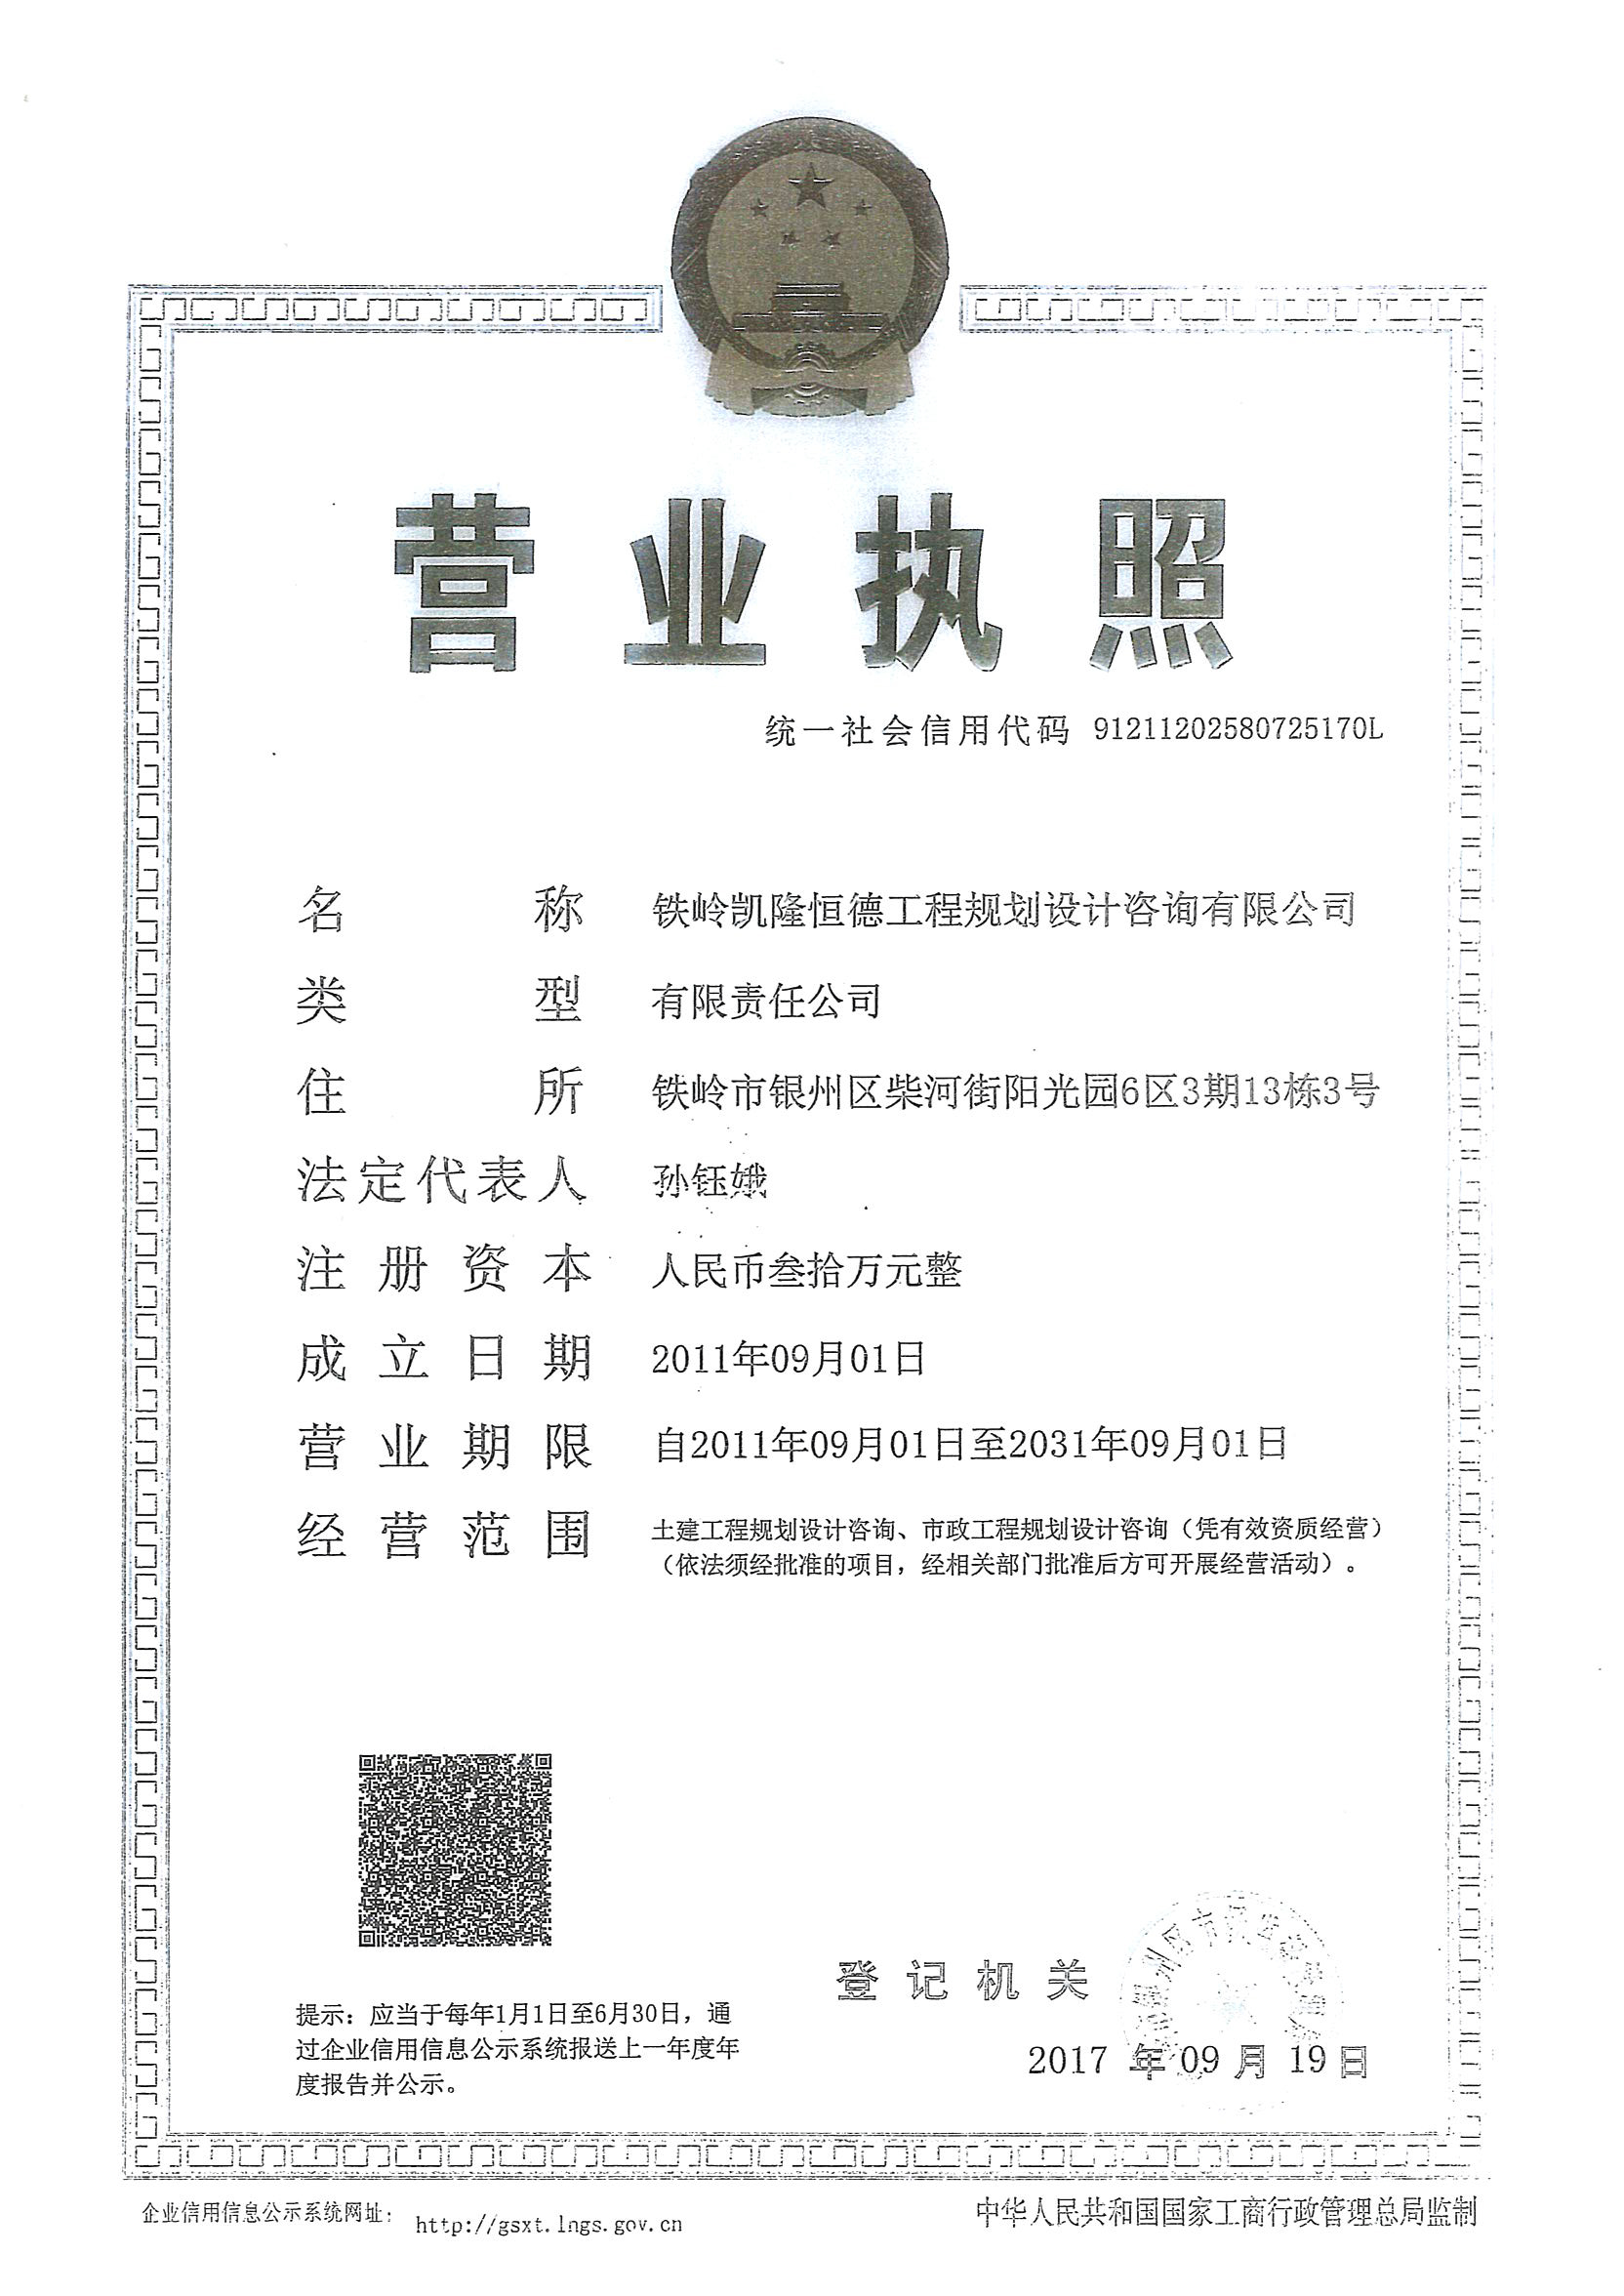 营业执照
统一社会信用代码 91211202580725170L
名称 铁岭凯隆恒德工程规划设计咨询有限公司
类型 有限责任公司
住所 铁岭市银州区柴河街阳光园6区3期13栋3号
法定代表人 孙钰娥
注册资本 人民币叁拾万元整
成立日期 2011年09月01日
营业期限 自2011年09月01日至2031年09月01日
经营范围 土建工程规划设计咨询、市政工程规划设计咨询（凭有效资质经营）
（依法须经批准的项目，经相关部门批准后方可开展经营活动）。
登记机关
2017 年 09 月 19 日
提示：应当于每年1月1日至6月30日，通
过企业信用信息公示系统报送上一年度年
度报告并公示。
企业信用信息公示系统网址： http://gsxt.lngs.gov.cn
中华人民共和国国家工商行政管理总局监制